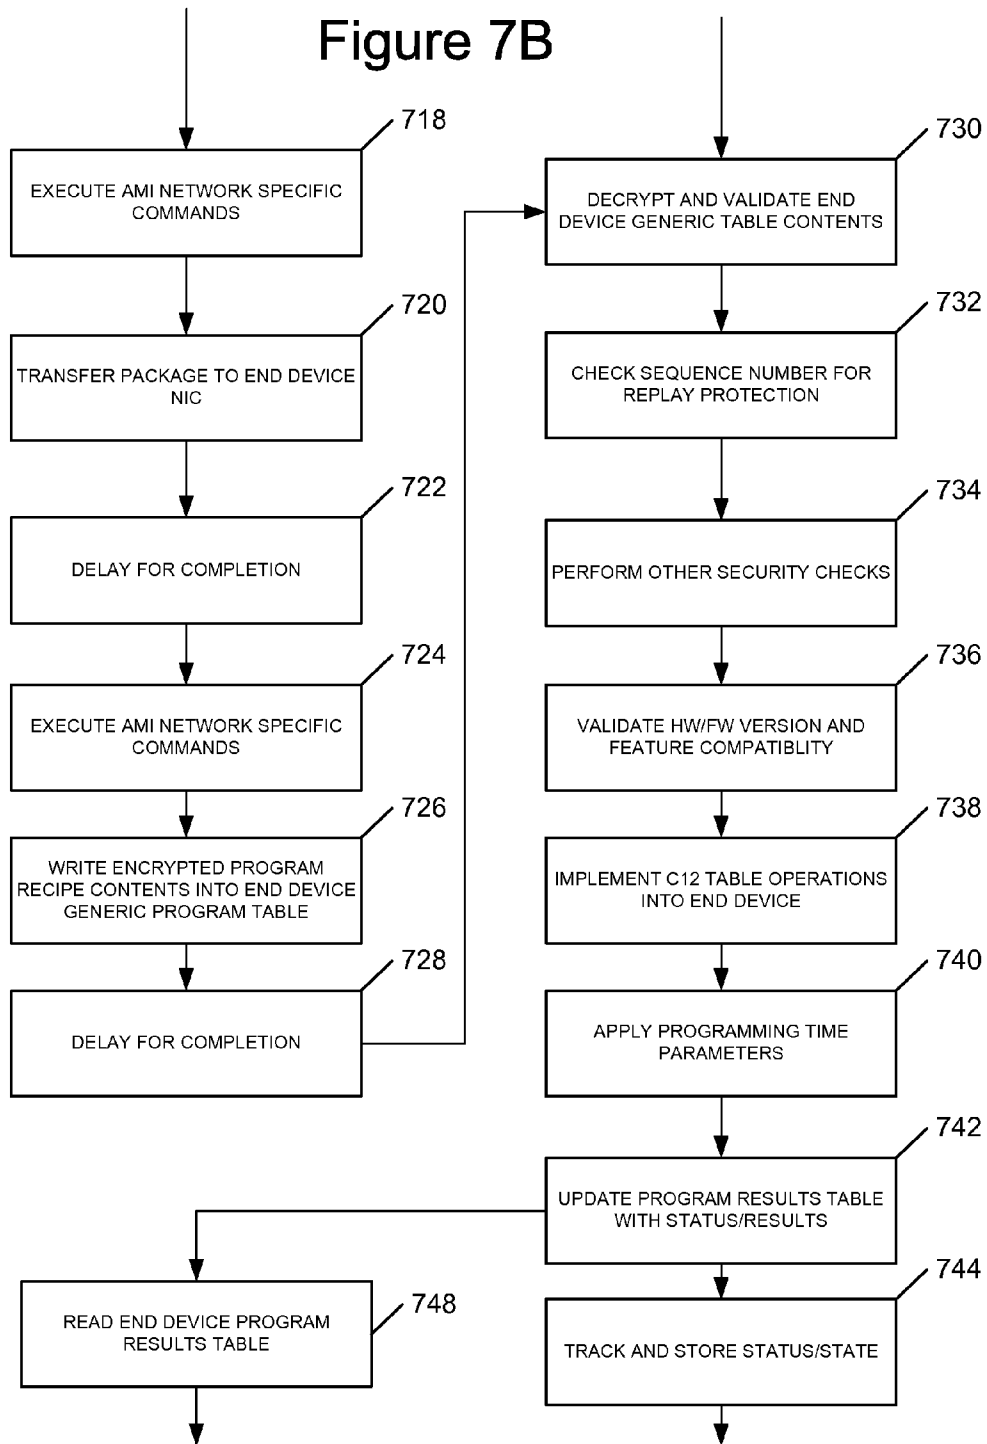 Figure 7B
718
EXECUTE AMI NETWORK SPECIFIC
COMMANDS
720
TRANSFER PACKAGE TO END DEVICE
NIC
722
DELAY FOR COMPLETION
724
EXECUTE AMI NETWORK SPECIFIC
COMMANDS
726
WRITE ENCRYPTED PROGRAM
RECIPE CONTENTS INTO END DEVICE
GENERIC PROGRAM TABLE
728
DELAY FOR COMPLETION
730
DECRYPT AND VALIDATE END
DEVICE GENERIC TABLE CONTENTS
732
CHECK SEQUENCE NUMBER FOR
REPLAY PROTECTION
734
PERFORM OTHER SECURITY CHECKS
736
VALIDATE HW/FW VERSION AND
FEATURE COMPATIBLITY
738
IMPLEMENT C12 TABLE OPERATIONS
INTO END DEVICE
740
APPLY PROGRAMMING TIME
PARAMETERS
742
UPDATE PROGRAM RESULTS TABLE
WITH STATUS/RESULTS
744
TRACK AND STORE STATUS/STATE
748
READ END DEVICE PROGRAM
RESULTS TABLE